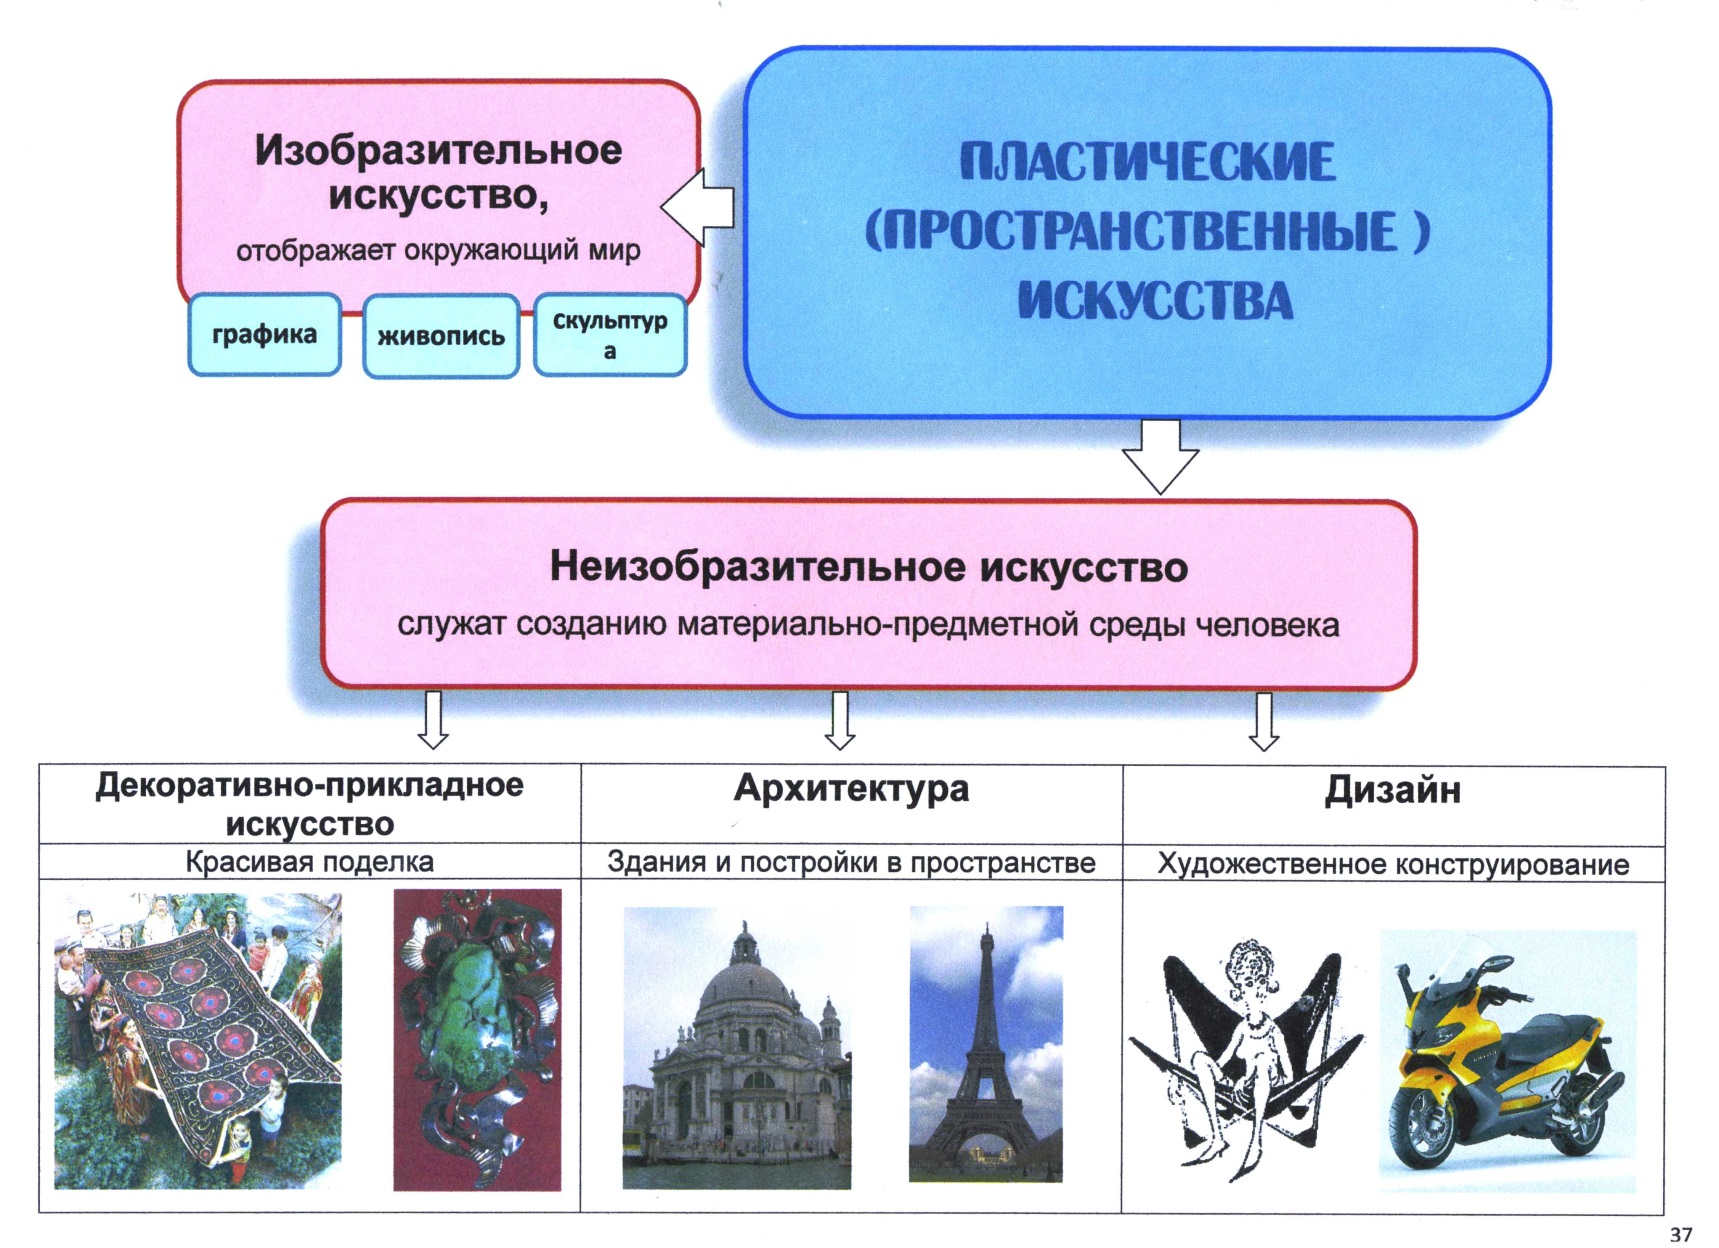 Изобразительное
искусство,
отображает окружающий мир
графика
живопись
скульптур
а
ПЛАСТИЧЕСКИЕ
(ПРОСТРАНСТВЕННЫЕ )
ИСКУССТВА
Неизобразительное искусство
служат созданию материально-предметной среды человека
Декоративно-прикладное
искусство
Архитектура
Дизайн
Красивая поделка
Здания и постройки в пространстве
Художественное конструирование
37